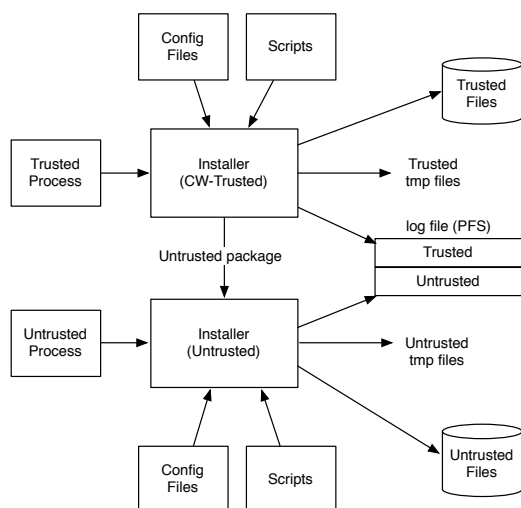 Config
Files
Scripts
Trusted
Files
Trusted
Process
Installer
(CW-Trusted)
Trusted
tmp files
log file (PFS)
Trusted
Untrusted
Untrusted package
Untrusted
Process
Installer
(Untrusted)
Untrusted
tmp files
Config
Files
Scripts
Untrusted
Files